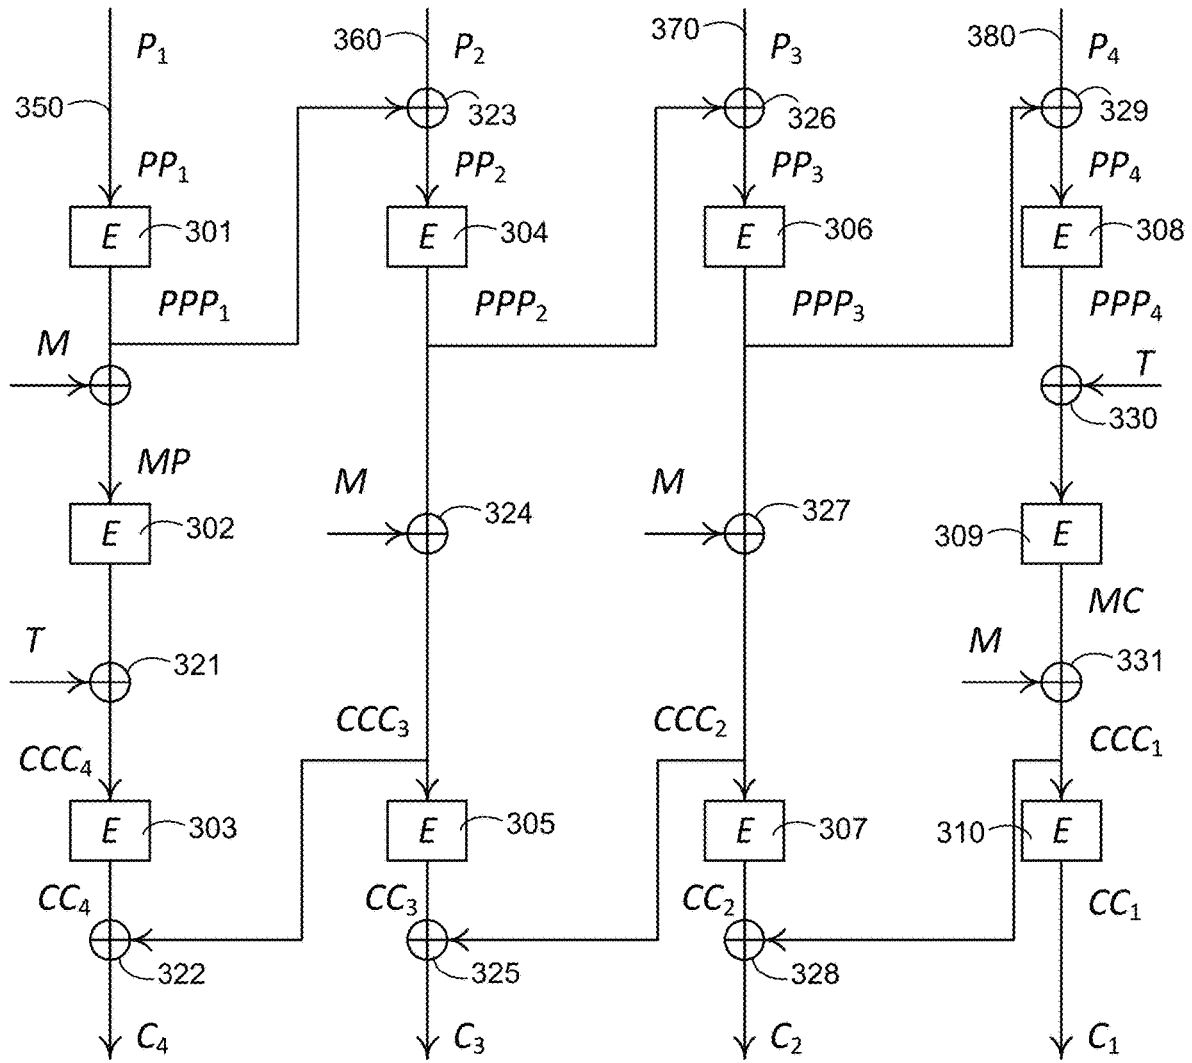 P1 360 P2 370 P3 380 P4
350 323 326 329
PP1 PP2 PP3 PP4
E 301 E 304 E 306 E 308
PPP1 PPP2 PPP3 PPP4
M T
330
MP M M
324 327
E 302 309 E
MC
T 321 M 331
CCC4 CCC3 CCC2 CCC1
E 303 E 305 E 307 310 E
CC4 CC3 CC2 CC1
322 325 328
C4 C3 C2 C1